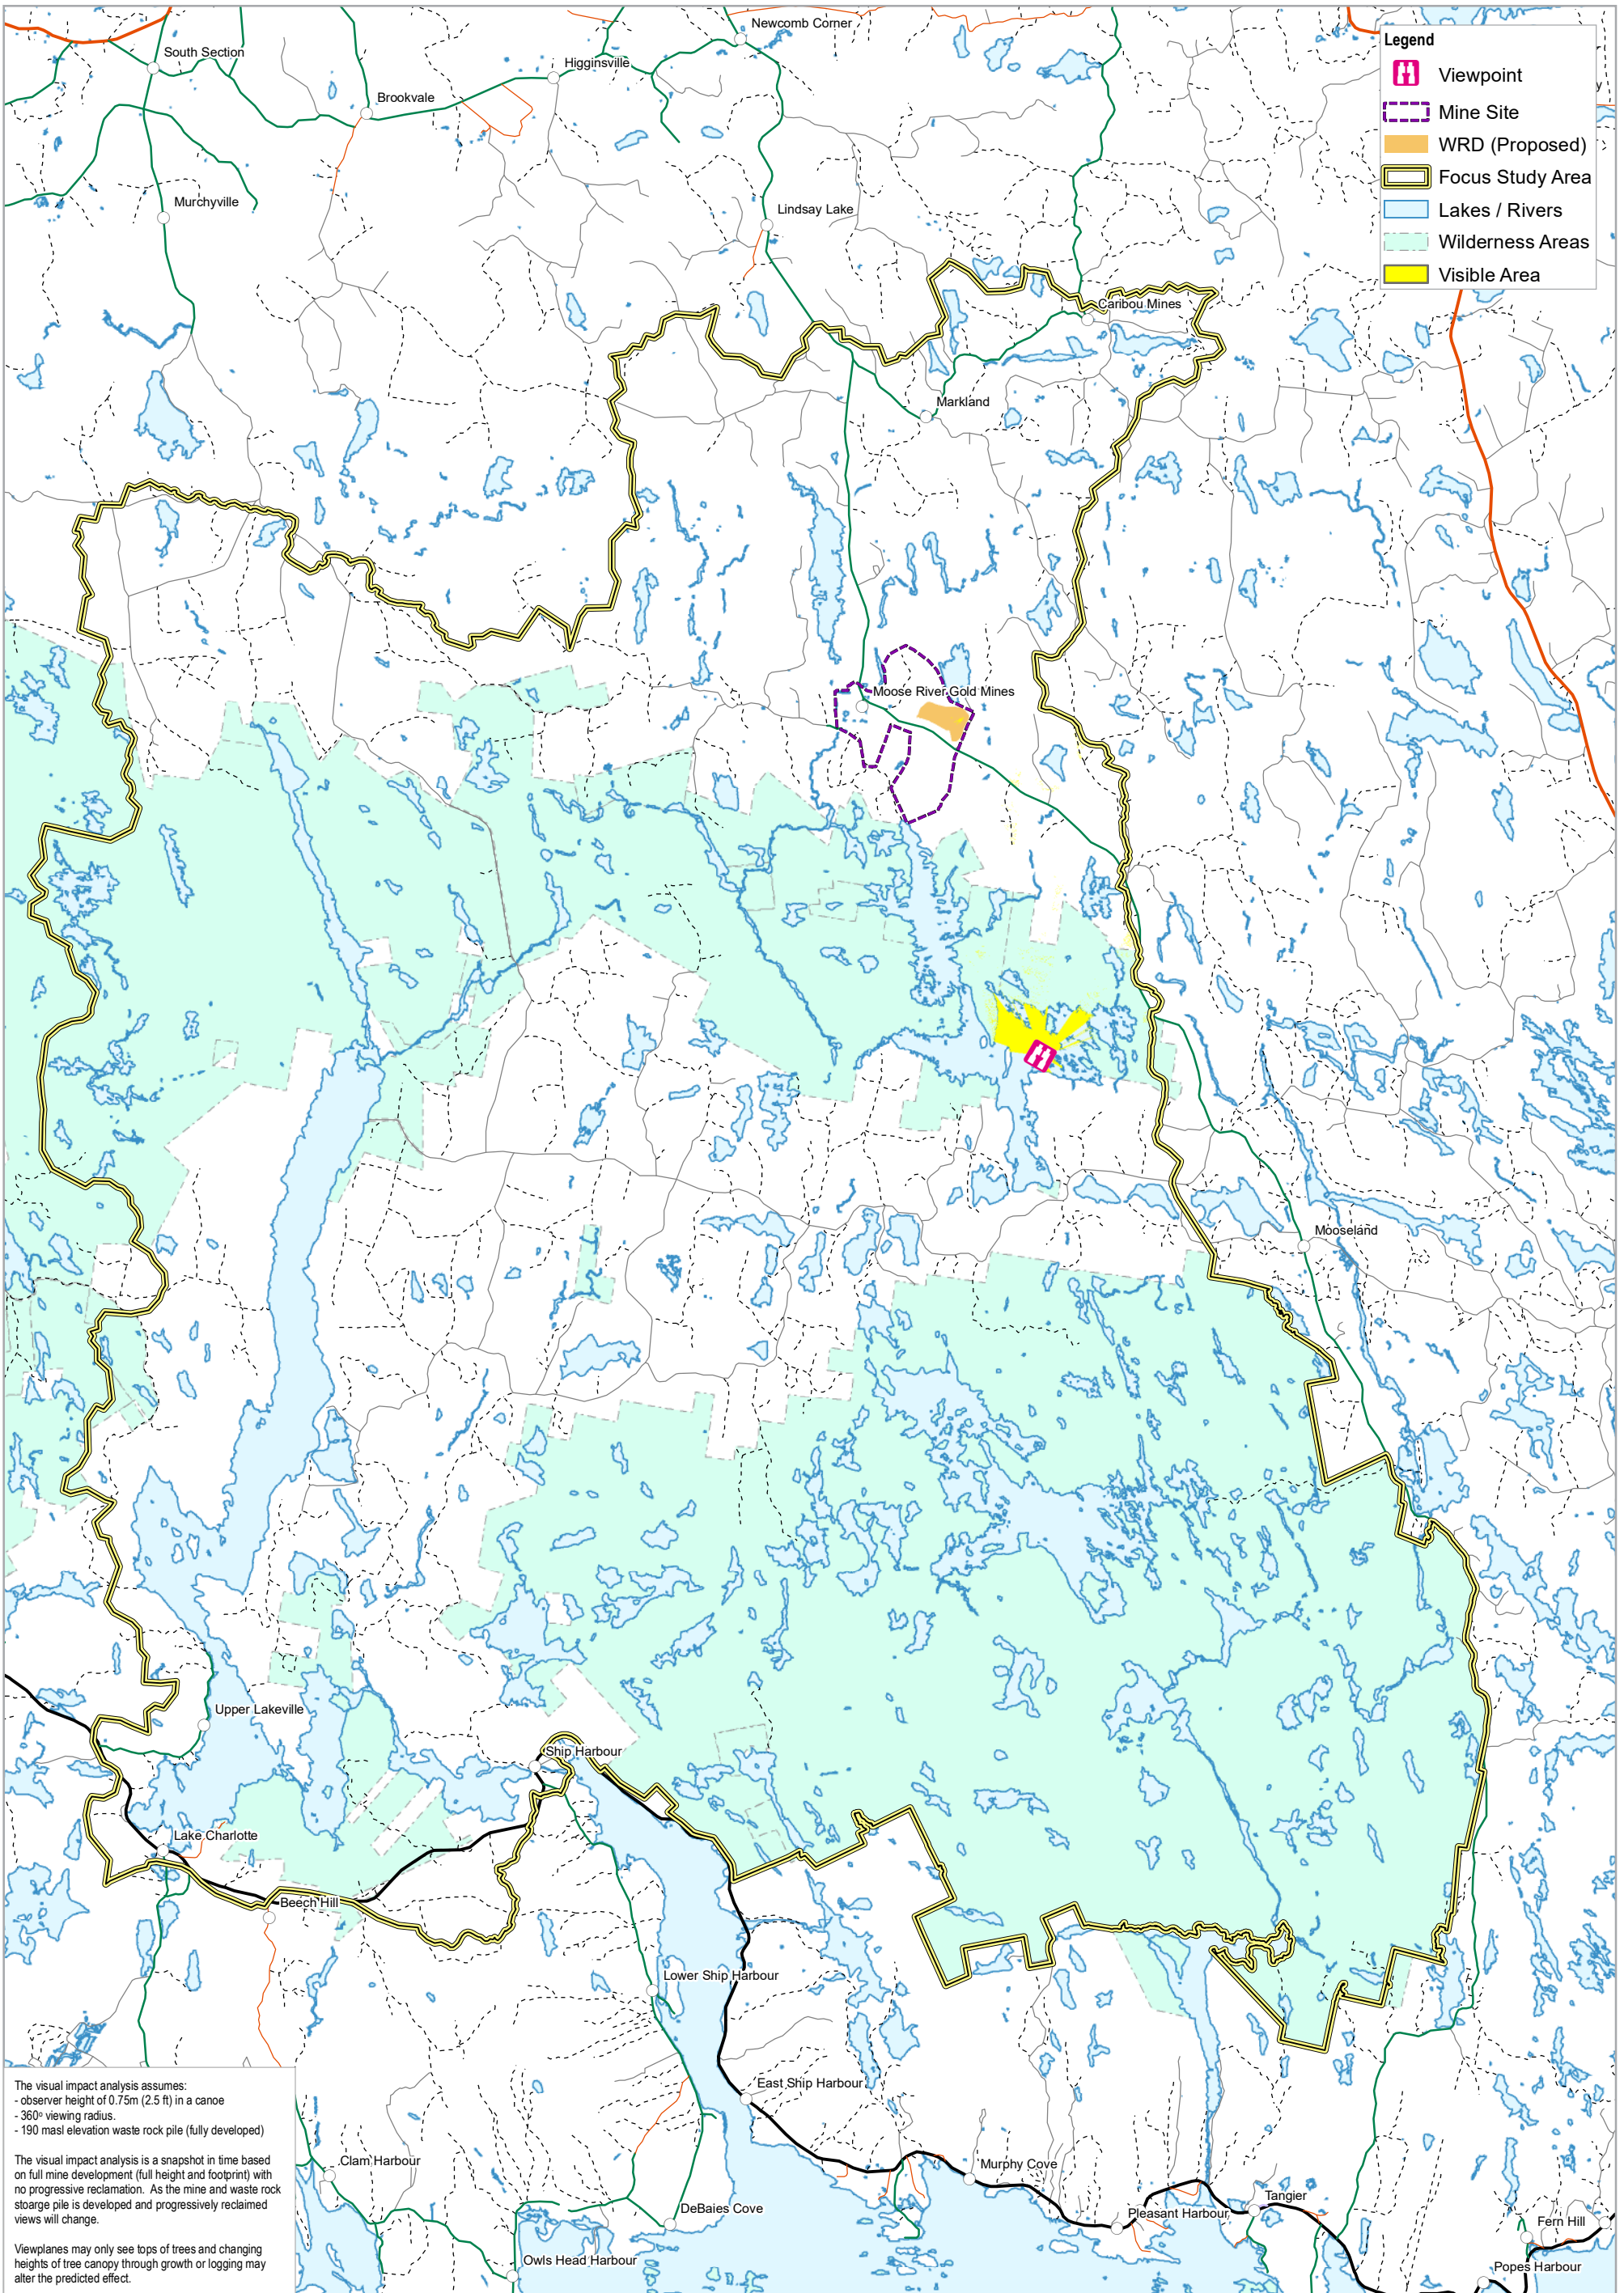 Newcomb Corner
South Section
Higginsville
Brookvale
Murchyville
Lindsay Lake
Legend
Viewpoint
Mine Site
WRD (Proposed)
Focus Study Area
Lakes / Rivers
Wilderness Areas
Visible Area
Caribou Mines
Markland
Moose River Gold Mines
Mooseland
Upper Lakeville
Ship Harbour
Lake Charlotte
Beech Hill
Lower Ship Harbour
East Ship Harbour
Clam Harbour
Murphy Cove
DeBaies Cove
Pleasant Harbour
Tangier
Fern Hill
Owls Head Harbour
Popes Harbour
The visual impact analysis assumes:
- observer height of 0.75m (2.5 ft) in a canoe
- 360º viewing radius.
- 190 masl elevation waste rock pile (fully developed)
The visual impact analysis is a snapshot in time based
on full mine development (full height and footprint) with
no progressive reclamation. As the mine and waste rock
stoarge pile is developed and progressively reclaimed
views will change.
Viewplanes may only see tops of trees and changing
heights of tree canopy through growth or logging may
alter the predicted effect.